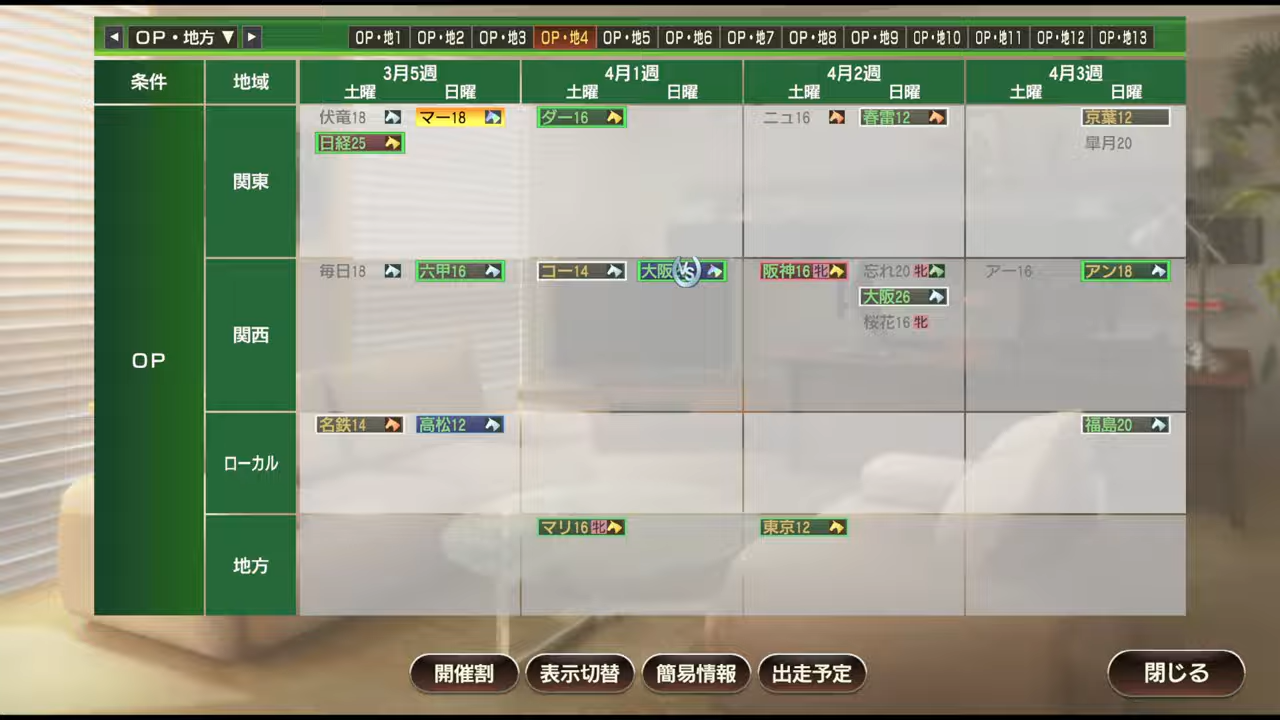 ◀ OP・地方▼ ▶ OP・地1 OP・地2 OP・地3 OP・地4 OP・地5 OP・地6 OP・地7 OP・地8 OP・地9 OP・地10 OP・地11 OP・地12 OP・地13
条件 地域 3月5週 4月1週 4月2週 4月3週
土曜 日曜 土曜 日曜 土曜 日曜 土曜 日曜
OP
関東
伏竜18 マー18 ダー16 ニュ16 春雷12 京葉12
日経25 皐月20
関西
毎日18 六甲16 コー14 大阪 阪神16牝 忘れ20牝 アー16 アン18
大阪26
桜花16牝
ローカル
名鉄14 高松12 福島20
地方
マリ16牝 東京12
開催割 表示切替 簡易情報 出走予定 閉じる